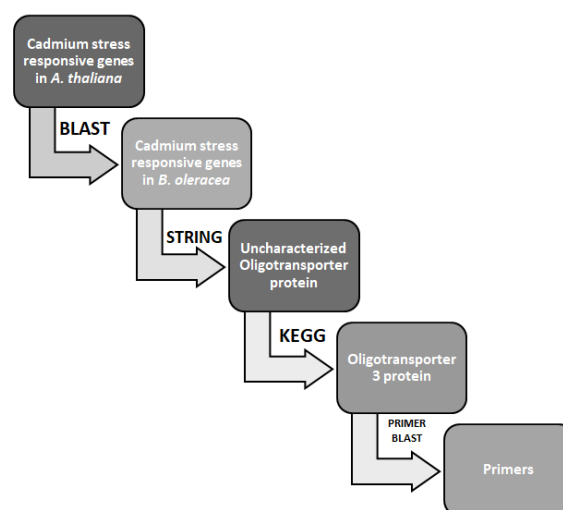 Cadmium stress
responsive genes
in A. thaliana
BLAST
Cadmium stress
responsive genes
in B. oleracea
STRING
Uncharacterized
Oligotransporter
protein
KEGG
Oligotransporter
3 protein
PRIMER
BLAST
Primers